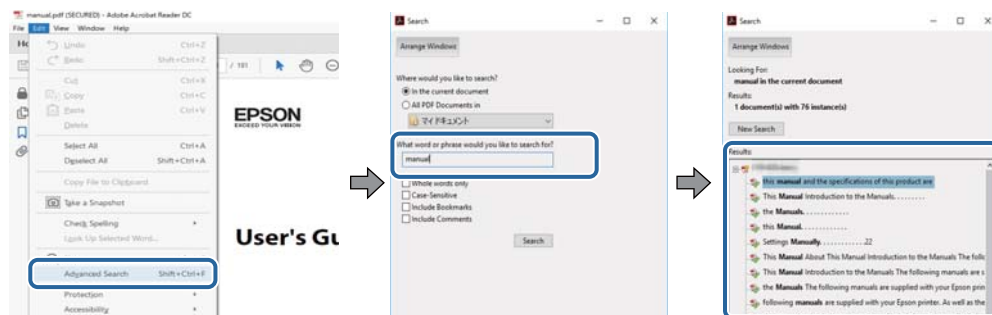 manual.pdf (SECURED) - Adobe Acrobat Reader DC
File Edit View Window Help
Undo Ctrl+Z
Redo Shift+Ctrl+Z
Cut Ctrl+X
Copy Ctrl+C
Paste Ctrl+V
Delete
Select All Ctrl+A
Deselect All Shift+Ctrl+A
Copy File to Clipboard
Take a Snapshot
Check Spelling
Look Up Selected Word...
Advanced Search Shift+Ctrl+F
Protection
Accessibility
/ 181
EPSON
EXCEED YOUR VISION
User's Gu
Search
Arrange Windows
Where would you like to search?
In the current document
All PDF Documents in
マイ ドキュメント
What word or phrase would you like to search for?
manual
Whole words only
Case-Sensitive
Include Bookmarks
Include Comments
Search
Search
Arrange Windows
Looking For:
manual in the current document
Results:
1 document(s) with 76 instance(s)
New Search
Results:
this manual and the specifications of this product are
This Manual Introduction to the Manuals.........
the Manuals.............
this Manual.............
Settings Manually.............22
This Manual About This Manual Introduction to the Manuals The follo
This Manual Introduction to the Manuals The following manuals are s
the Manuals The following manuals are supplied with your Epson prin
following manuals are supplied with your Epson printer. As well as the